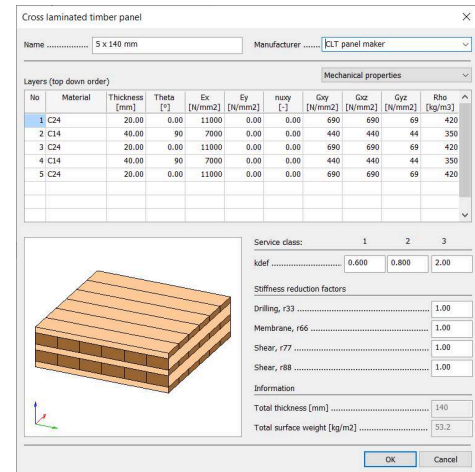 Cross laminated timber panel
Name .................. 5 x 140 mm Manufacturer ...... CLT panel maker
Layers (top down order) Mechanical properties
No Material Thickness [mm] Theta [°] Ex [N/mm2] Ey [N/mm2] nuxy [-] Gxy [N/mm2] Gxz [N/mm2] Gyz [N/mm2] Rho [kg/m3]
1 C24 20.00 0.00 11000 0.00 0.00 690 690 69 420
2 C14 40.00 90 7000 0.00 0.00 440 440 44 350
3 C24 20.00 0.00 11000 0.00 0.00 690 690 69 420
4 C14 40.00 90 7000 0.00 0.00 440 440 44 350
5 C24 20.00 0.00 11000 0.00 0.00 690 690 69 420
Service class: 1 2 3
kdef ............................ 0.600 0.800 2.00
Stiffness reduction factors
Drilling, r33 ........................................................ 1.00
Membrane, r66 ................................................. 1.00
Shear, r77 .......................................................... 1.00
Shear, r88 .......................................................... 1.00
Information
Total thickness [mm] ........................................ 140
Total surface weight [kg/m2] ............................. 53.2
OK Cancel